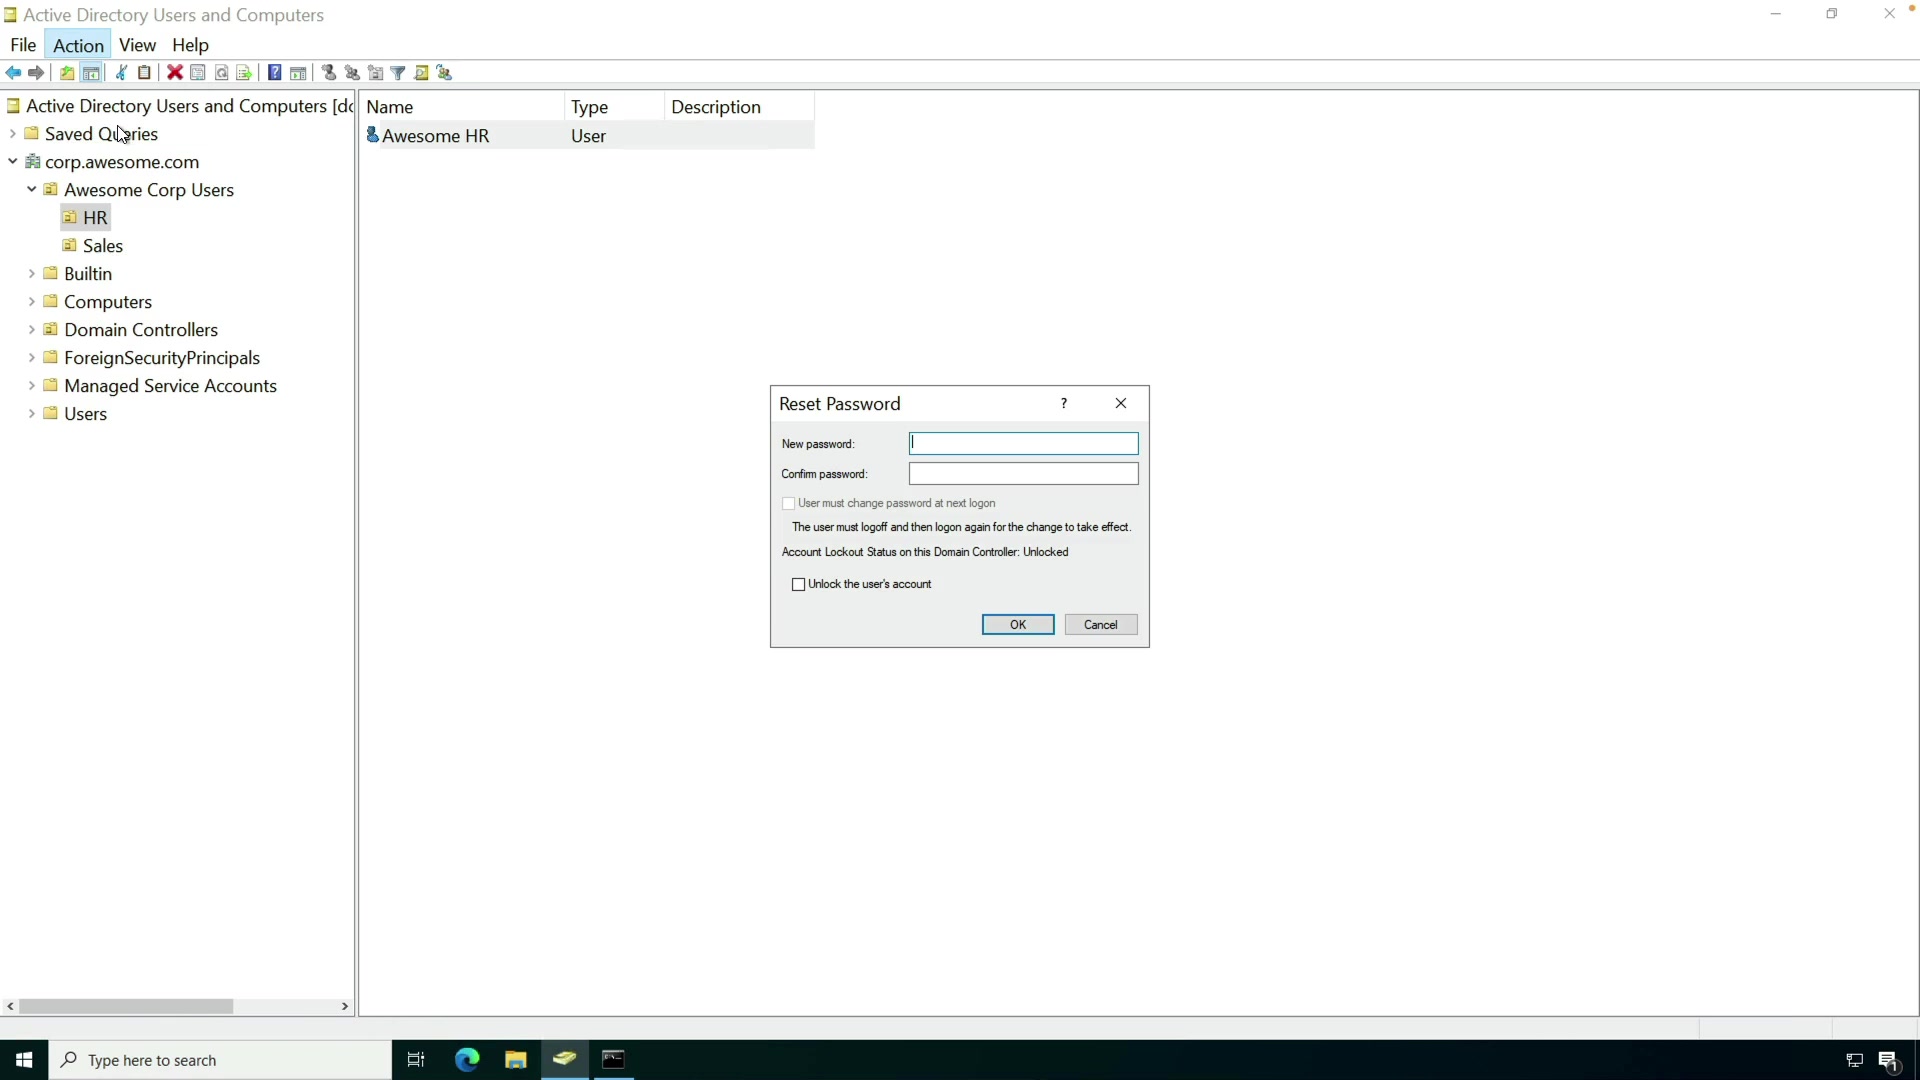 Active Directory Users and Computers
File Action View Help
Active Directory Users and Computers [dc
Name Type Description
Saved Queries
Awesome HR User
corp.awesome.com
Awesome Corp Users
HR
Sales
Builtin
Computers
Domain Controllers
ForeignSecurityPrincipals
Managed Service Accounts
Users
Reset Password
New password:
Confirm password:
User must change password at next logon
The user must logoff and then logon again for the change to take effect.
Account Lockout Status on this Domain Controller: Unlocked
Unlock the user's account
OK Cancel
Type here to search
1